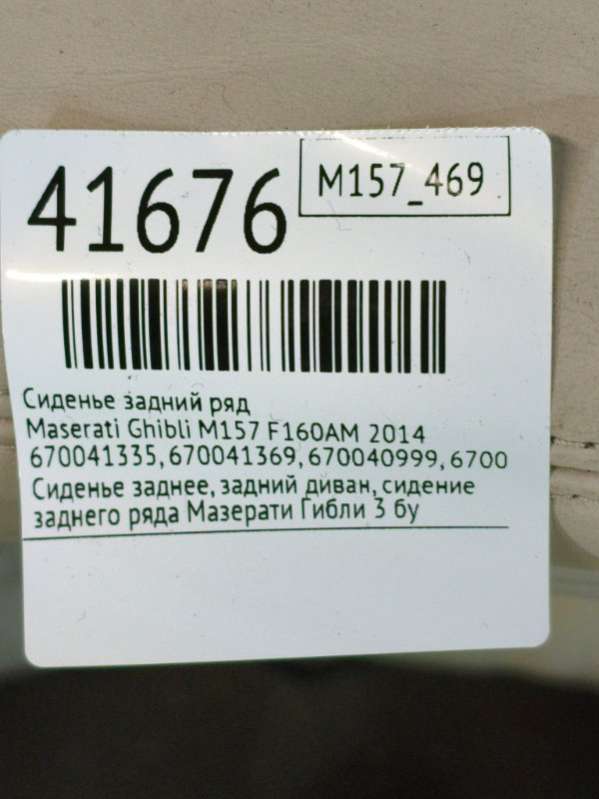 41676
M157_469
Сиденье задний ряд
Maserati Ghibli M157 F160AM 2014
670041335, 670041369, 670040999, 6700
Сиденье заднее, задний диван, сидение
заднего ряда Мазерати Гибли 3 бу